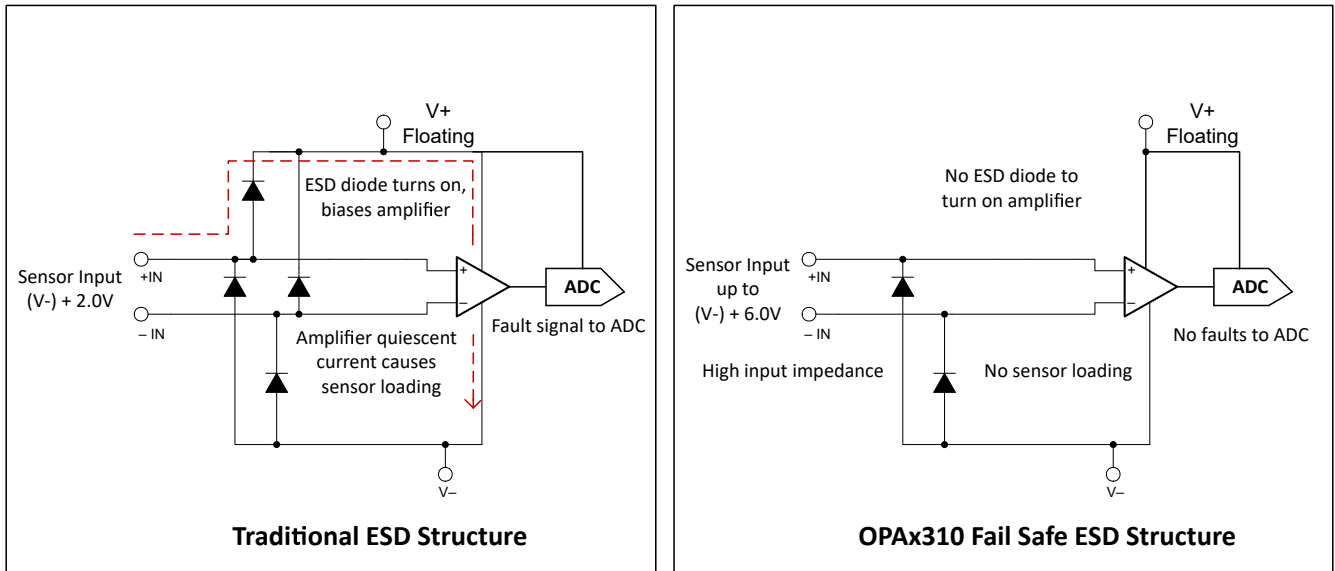 V+
Floating
ESD diode turns on,
biases amplifier
Sensor Input
(V-) + 2.0V
+IN
– IN
+
–
ADC
Fault signal to ADC
Amplifier quiescent
current causes
sensor loading
V–
Traditional ESD Structure
V+
Floating
No ESD diode to
turn on amplifier
Sensor Input
up to
(V-) + 6.0V
+IN
– IN
+
–
ADC
No faults to ADC
High input impedance
No sensor loading
V–
OPAx310 Fail Safe ESD Structure